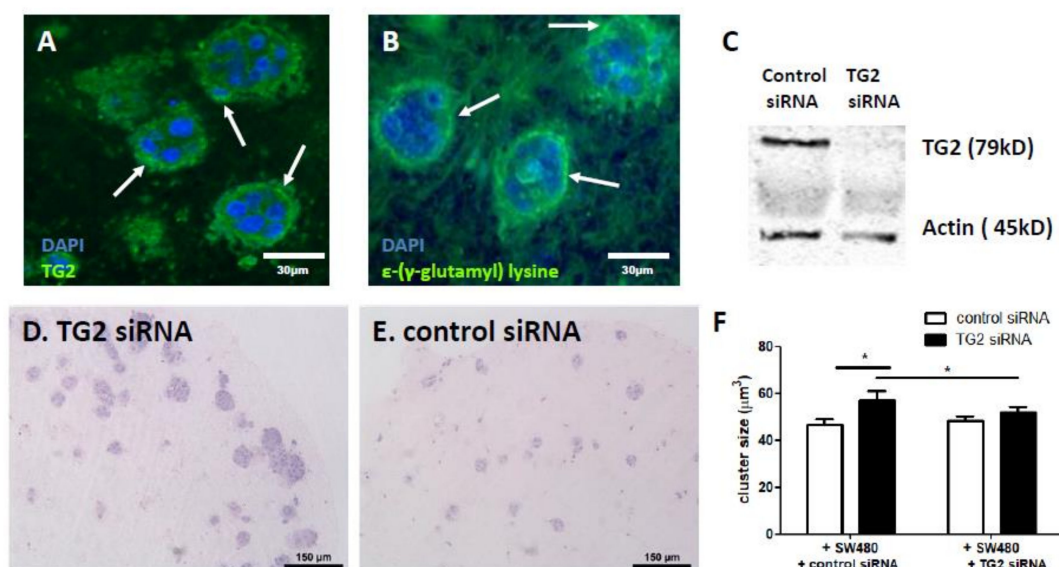 A
DAPI
TG2
30µm
B
DAPI
ε-(γ-glutamyl) lysine
30µm
C
Control siRNA
TG2 siRNA
TG2 (79kD)
Actin ( 45kD)
D. TG2 siRNA
150 µm
E. control siRNA
150 µm
F
control siRNA
TG2 siRNA
cluster size (µm³)
80
60
40
20
0
*
*
+ SW480
+ control siRNA
+ SW480
+ TG2 siRNA